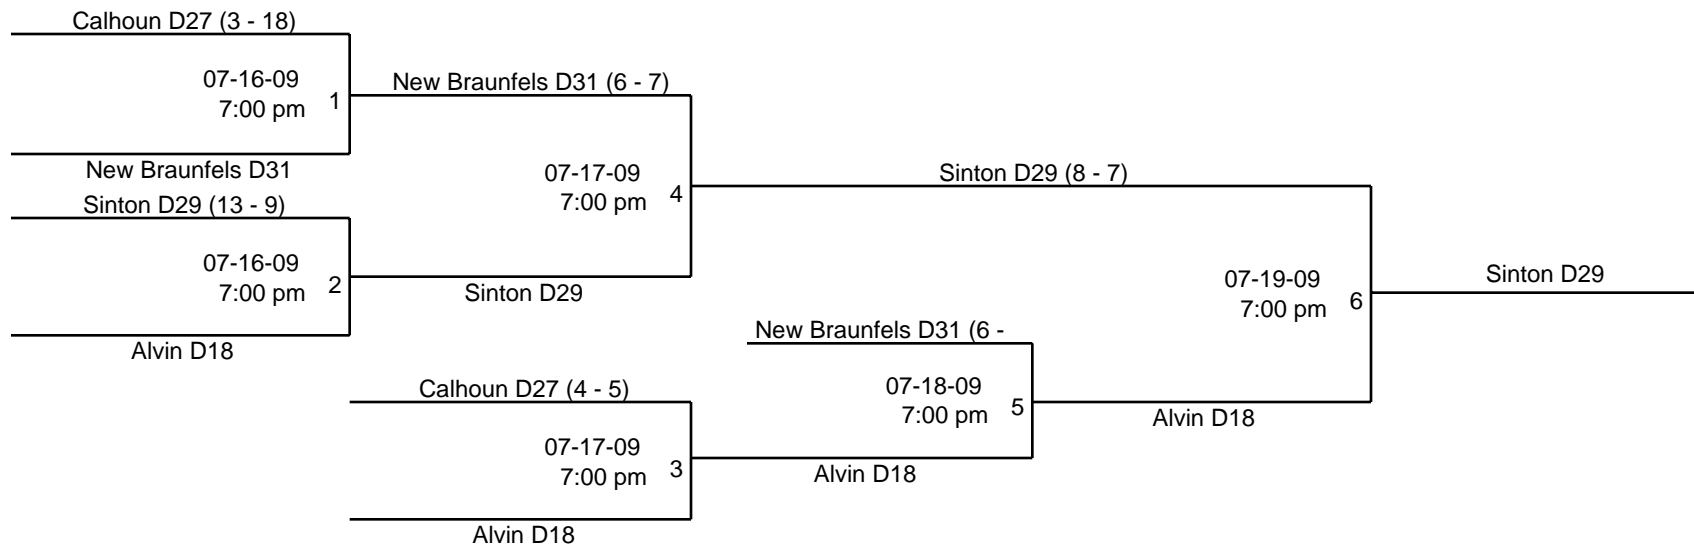 Calhoun D27 (3 - 18)
07-16-09
7:00 pm 1
New Braunfels D31
Sinton D29 (13 - 9)
07-16-09
7:00 pm 2
Alvin D18
New Braunfels D31 (6 - 7)
07-17-09
7:00 pm 4
Sinton D29
Calhoun D27 (4 - 5)
07-17-09
7:00 pm 3
Alvin D18
New Braunfels D31 (6 -
07-18-09
7:00 pm 5
Alvin D18
Sinton D29 (8 - 7)
07-19-09
7:00 pm 6
Alvin D18
Sinton D29